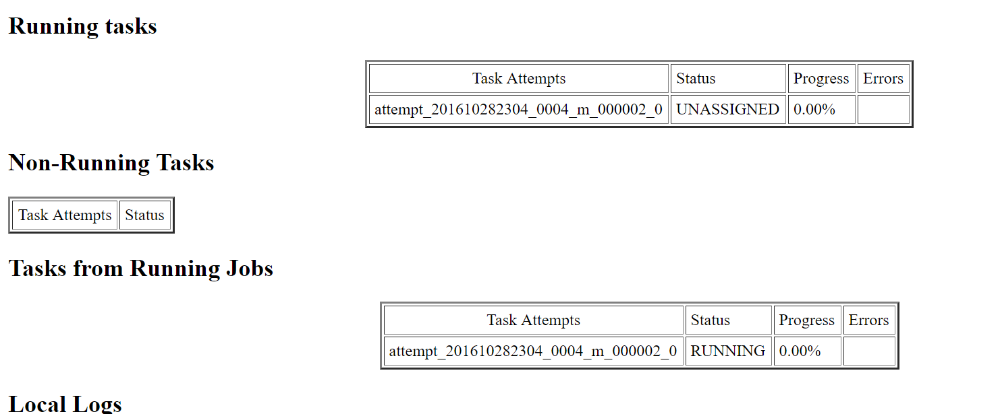 Running tasks
Task Attempts Status Progress Errors
attempt_201610282304_0004_m_000002_0 UNASSIGNED 0.00%
Non-Running Tasks
Task Attempts Status
Tasks from Running Jobs
Task Attempts Status Progress Errors
attempt_201610282304_0004_m_000002_0 RUNNING 0.00%
Local Logs